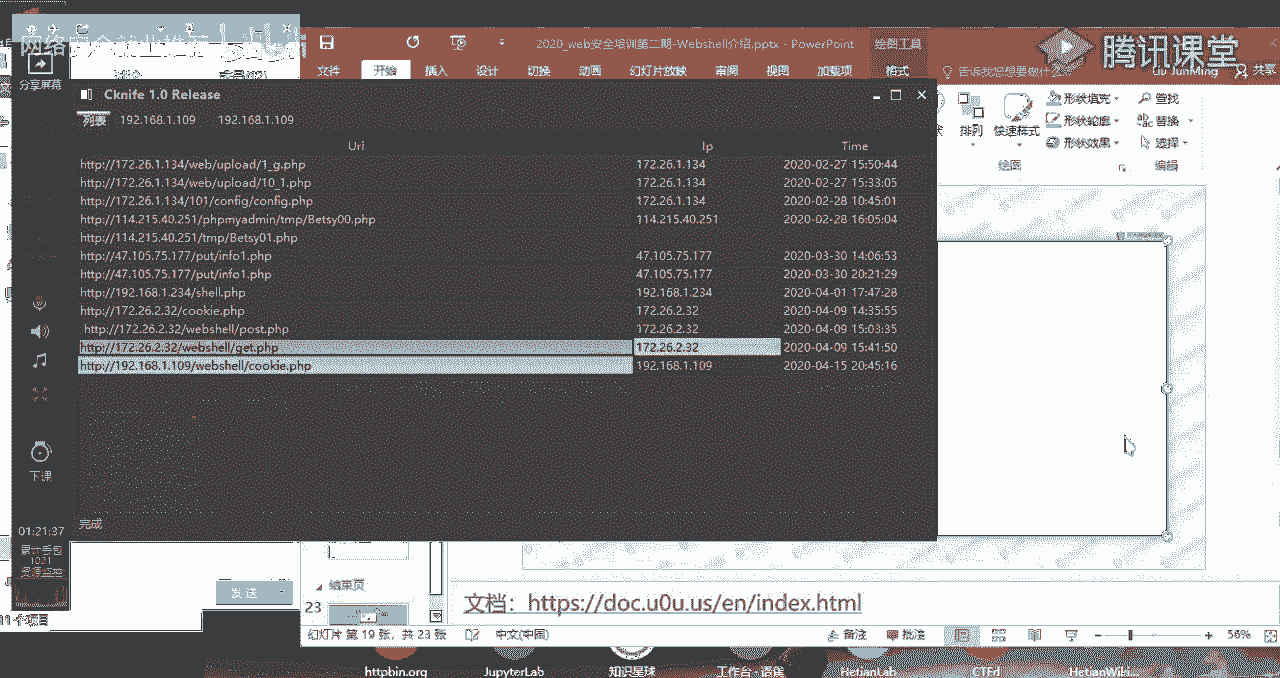 2020_web安全培训第二期-Webshell介绍.pptx - PowerPoint
绘图工具
腾讯课堂
Liu JunMing
共享
分享屏幕
文件
开始
插入
设计
切换
动画
幻灯片放映
审阅
视图
加载项
格式
告诉我您想要做什么
Cknife 1.0 Release
列表
192.168.1.109
192.168.1.109
Url
Ip
Time
http://172.26.1.134/web/upload/1_g.php 172.26.1.134 2020-02-27 15:50:44
http://172.26.1.134/web/upload/10_1.php 172.26.1.134 2020-02-27 15:33:05
http://172.26.1.134/101/config/config.php 172.26.1.134 2020-02-28 10:45:01
http://114.215.40.251/phpmyadmin/tmp/Betsy00.php 114.215.40.251 2020-02-28 16:05:04
http://114.215.40.251/tmp/Betsy01.php
http://47.105.75.177/put/info1.php 47.105.75.177 2020-03-30 14:06:53
http://47.105.75.177/put/info1.php 47.105.75.177 2020-03-30 20:21:29
http://192.168.1.234/shell.php 192.168.1.234 2020-04-01 17:47:28
http://172.26.2.32/cookie.php 172.26.2.32 2020-04-09 14:35:55
http://172.26.2.32/webshell/post.php 172.26.2.32 2020-04-09 15:03:35
http://172.26.2.32/webshell/get.php 172.26.2.32 2020-04-09 15:41:50
http://192.168.1.109/webshell/cookie.php 192.168.1.109 2020-04-15 20:45:16
完成
排列
快速样式
形状填充
形状轮廓
形状效果
绘图
查找
替换
选择
编辑
下课
01:21:37
发送
结束页
23
文档：https://doc.u0u.us/en/index.html
幻灯片 第 19 张，共 23 张
中文(中国)
备注
批注
56%
httpbin.org
JupyterLab
知识星球
工作台·语雀
HetianLab
CTFd
HetianWiki...